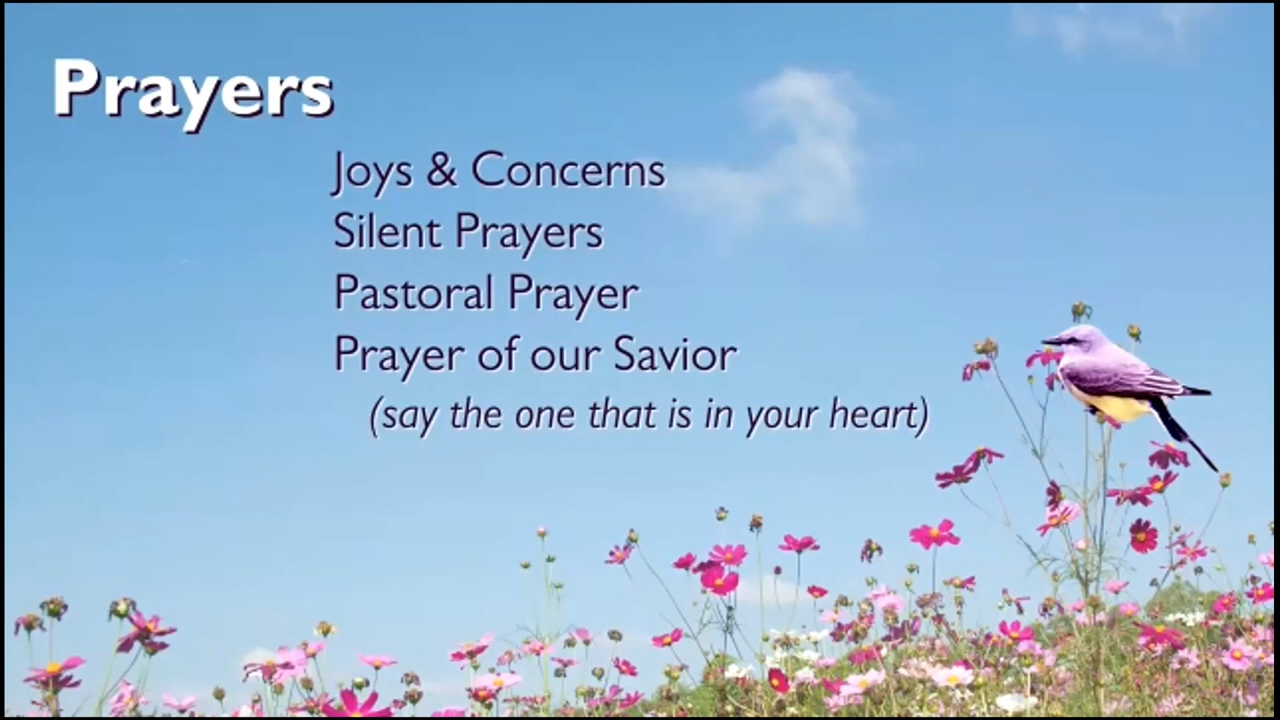 Prayers
Joys & Concerns
Silent Prayers
Pastoral Prayer
Prayer of our Savior
(say the one that is in your heart)